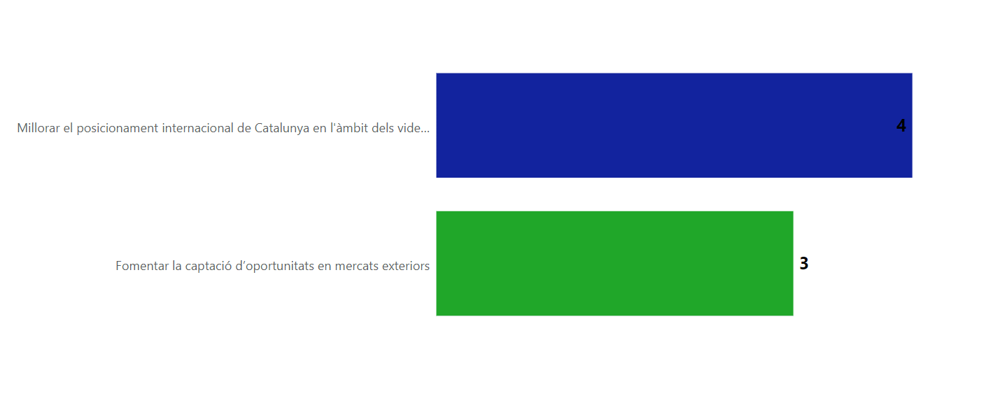 Millorar el posicionament internacional de Catalunya en l'àmbit dels vide...
4
Fomentar la captació d’oportunitats en mercats exteriors
3